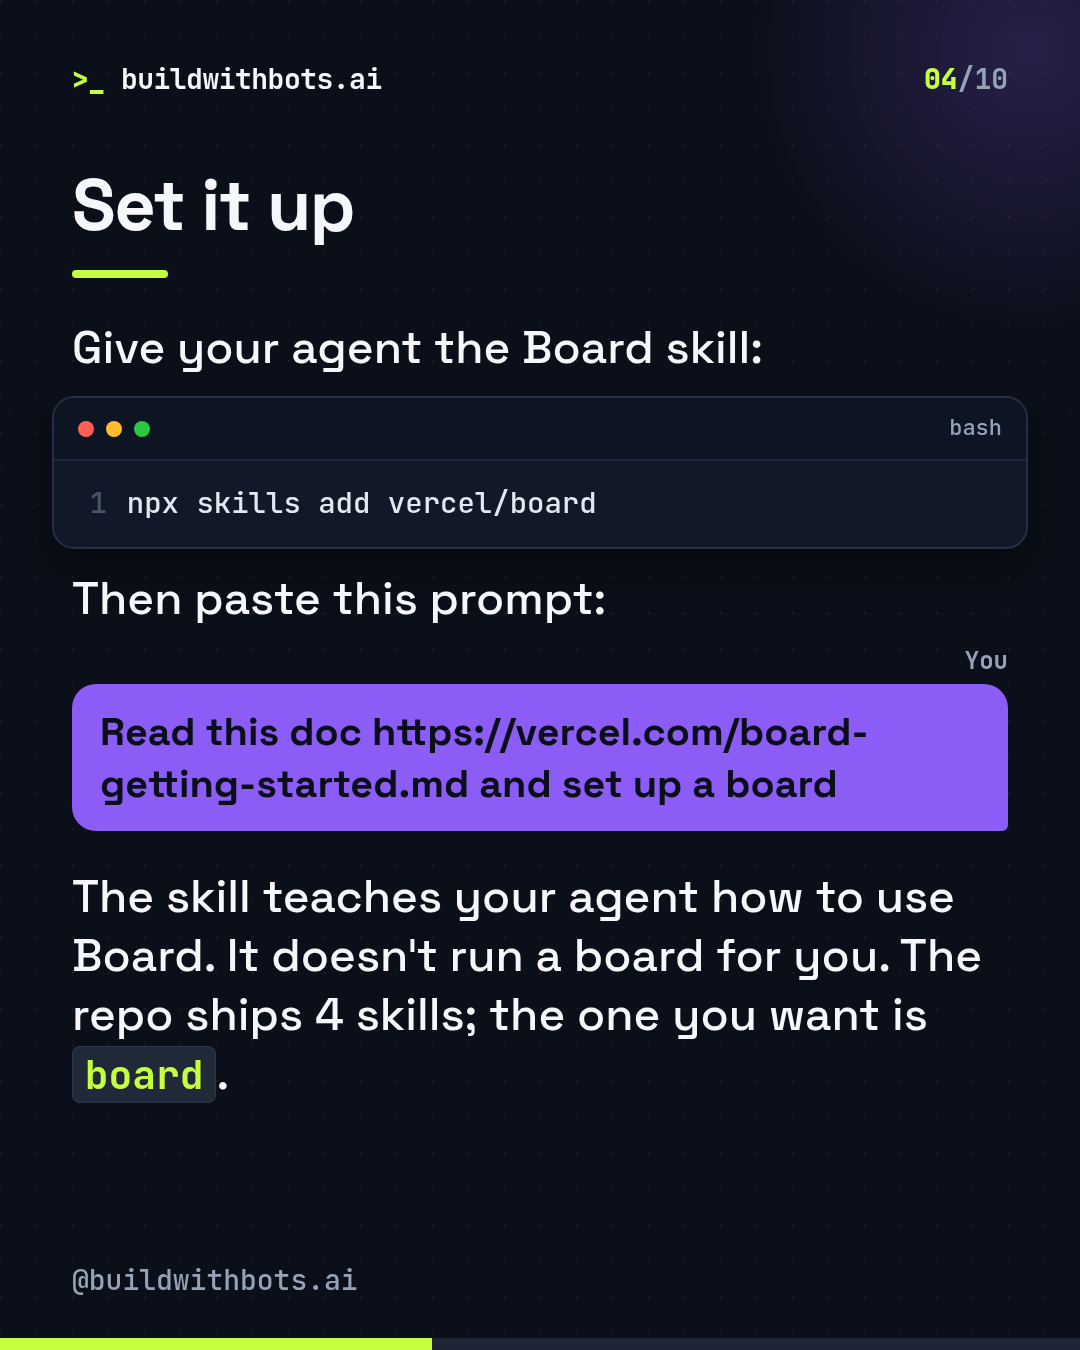 >_ buildwithbots.ai
04/10
Set it up
Give your agent the Board skill:
bash
1 npx skills add vercel/board
Then paste this prompt:
You
Read this doc https://vercel.com/board-
getting-started.md and set up a board
The skill teaches your agent how to use
Board. It doesn't run a board for you. The
repo ships 4 skills; the one you want is
board.
@buildwithbots.ai